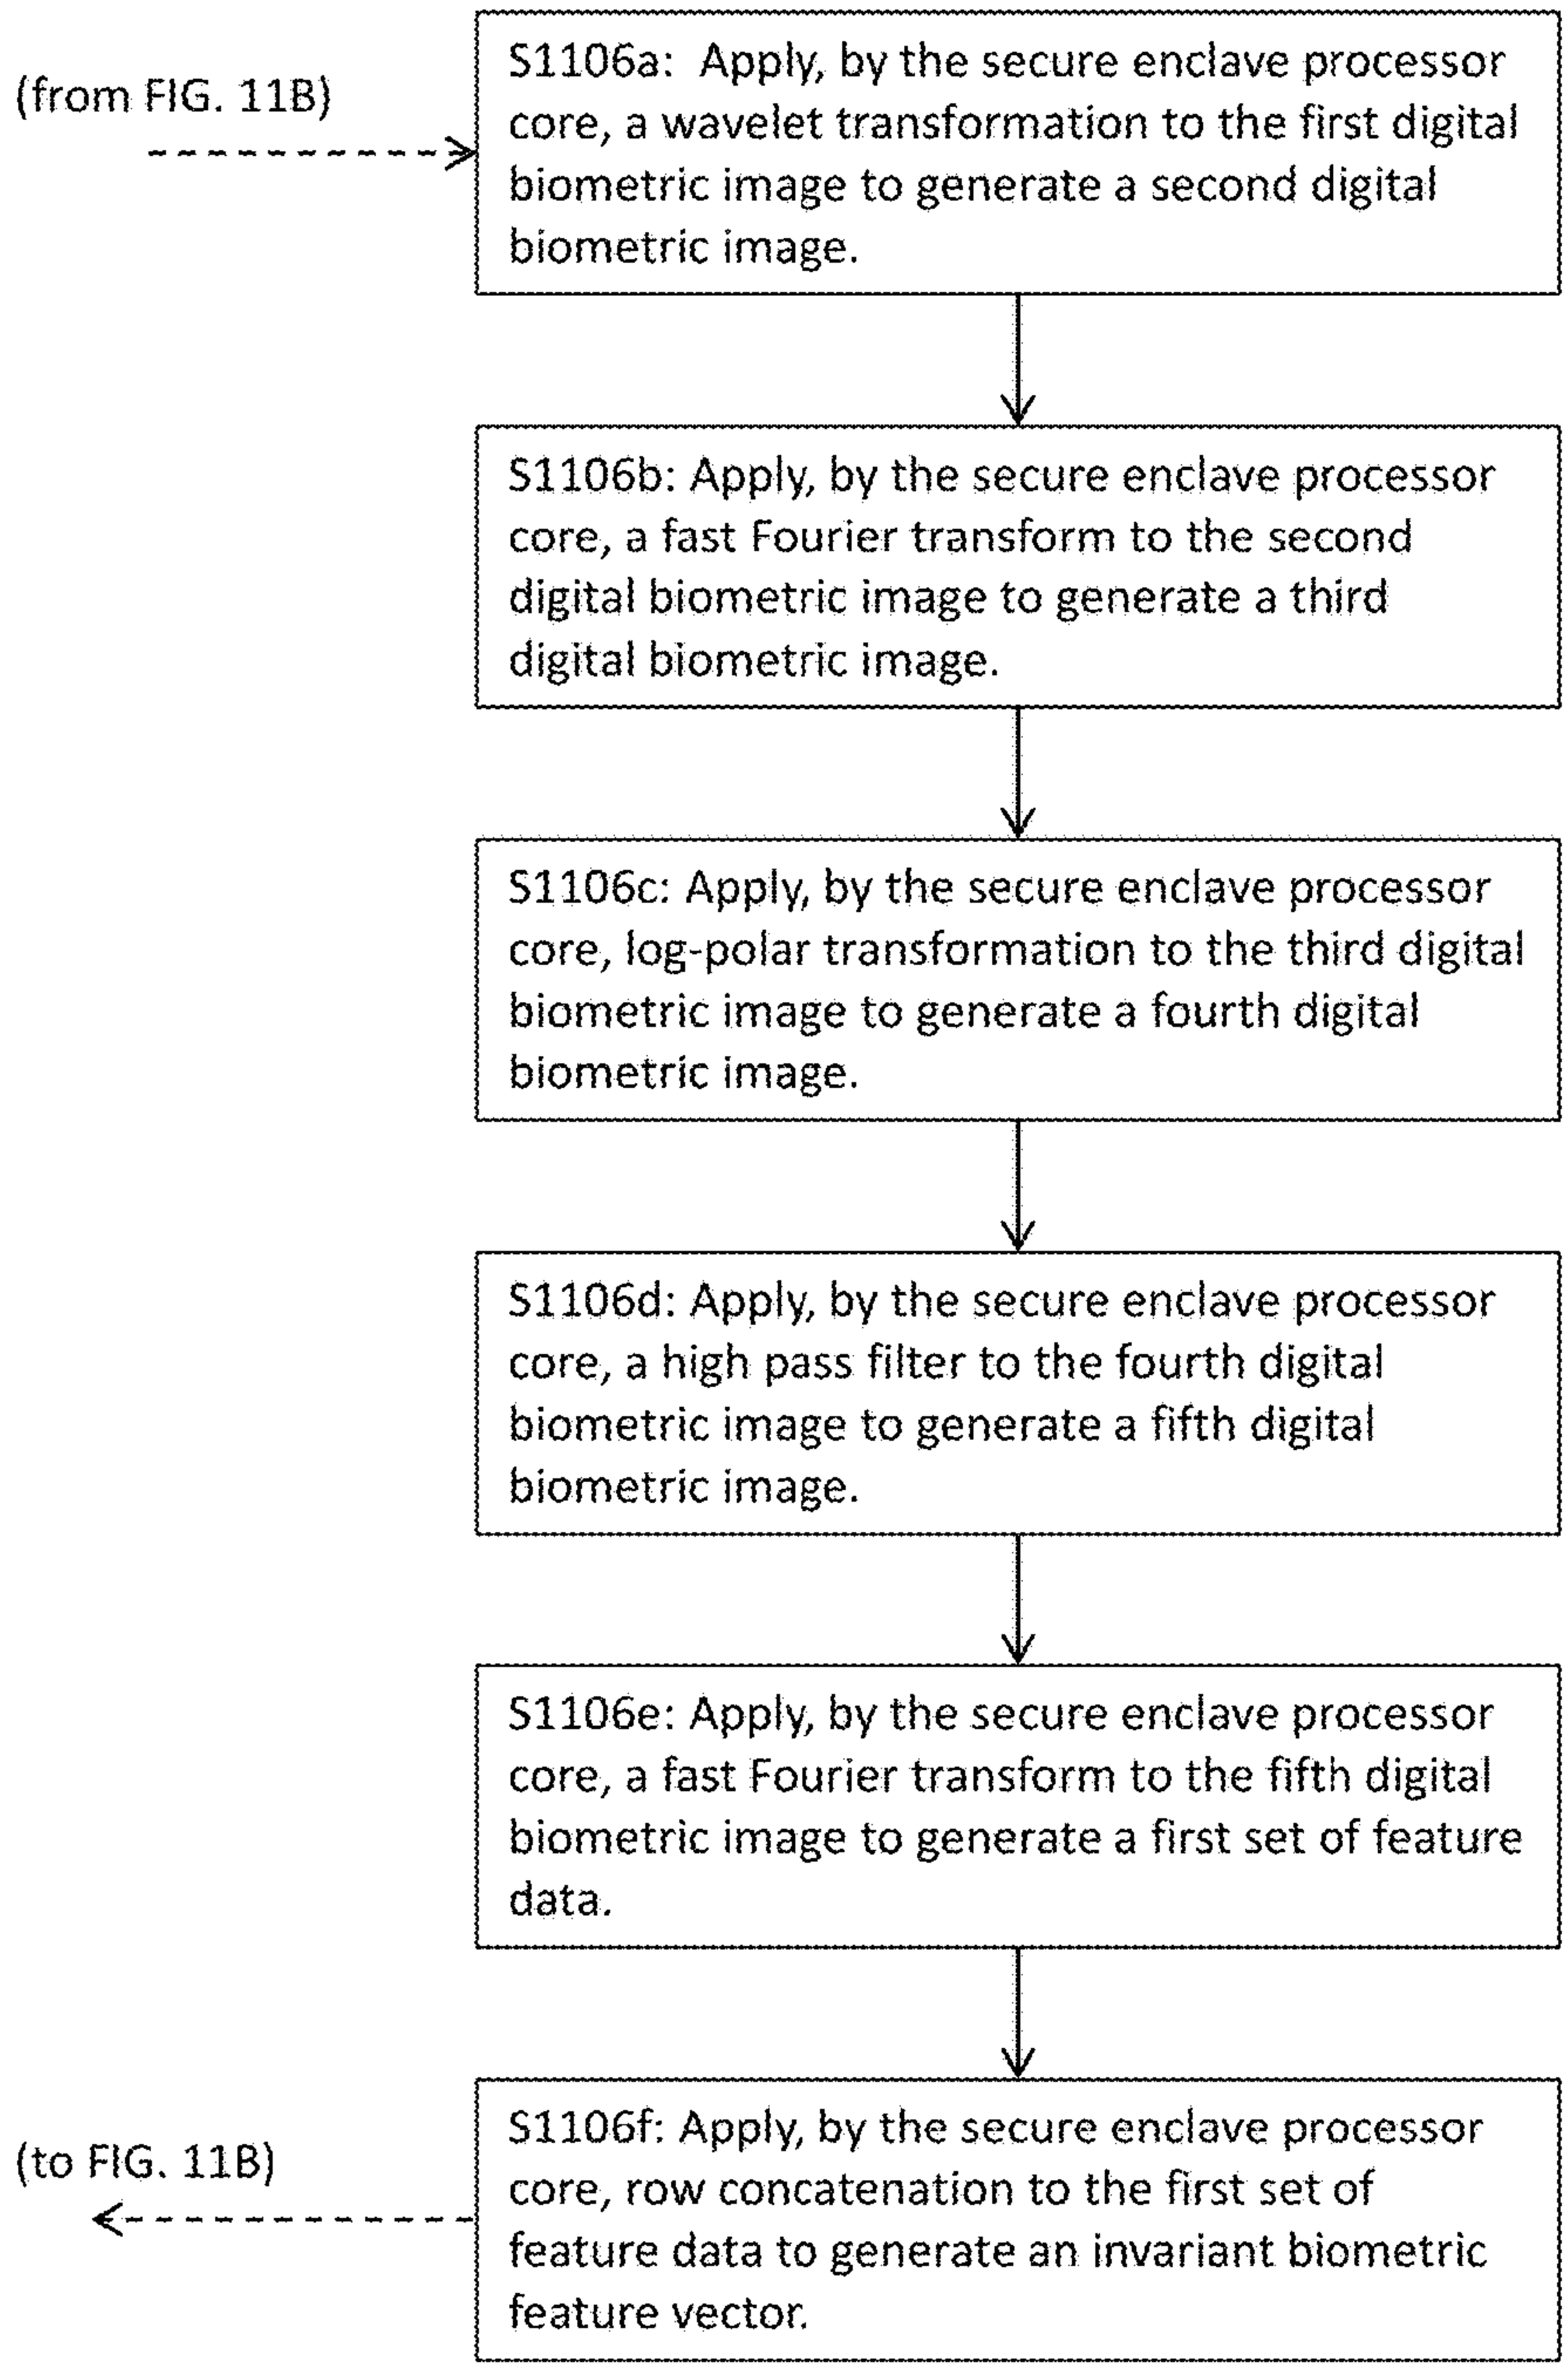 (from FIG. 11B)
S1106a:  Apply, by the secure enclave processor
core, a wavelet transformation to the first digital
biometric image to generate a second digital
biometric image.
S1106b: Apply, by the secure enclave processor
core, a fast Fourier transform to the second
digital biometric image to generate a third
digital biometric image.
S1106c: Apply, by the secure enclave processor
core, log-polar transformation to the third digital
biometric image to generate a fourth digital
biometric image.
S1106d: Apply, by the secure enclave processor
core, a high pass filter to the fourth digital
biometric image to generate a fifth digital
biometric image.
S1106e: Apply, by the secure enclave processor
core, a fast Fourier transform to the fifth digital
biometric image to generate a first set of feature
data.
(to FIG. 11B)
S1106f: Apply, by the secure enclave processor
core, row concatenation to the first set of
feature data to generate an invariant biometric
feature vector.